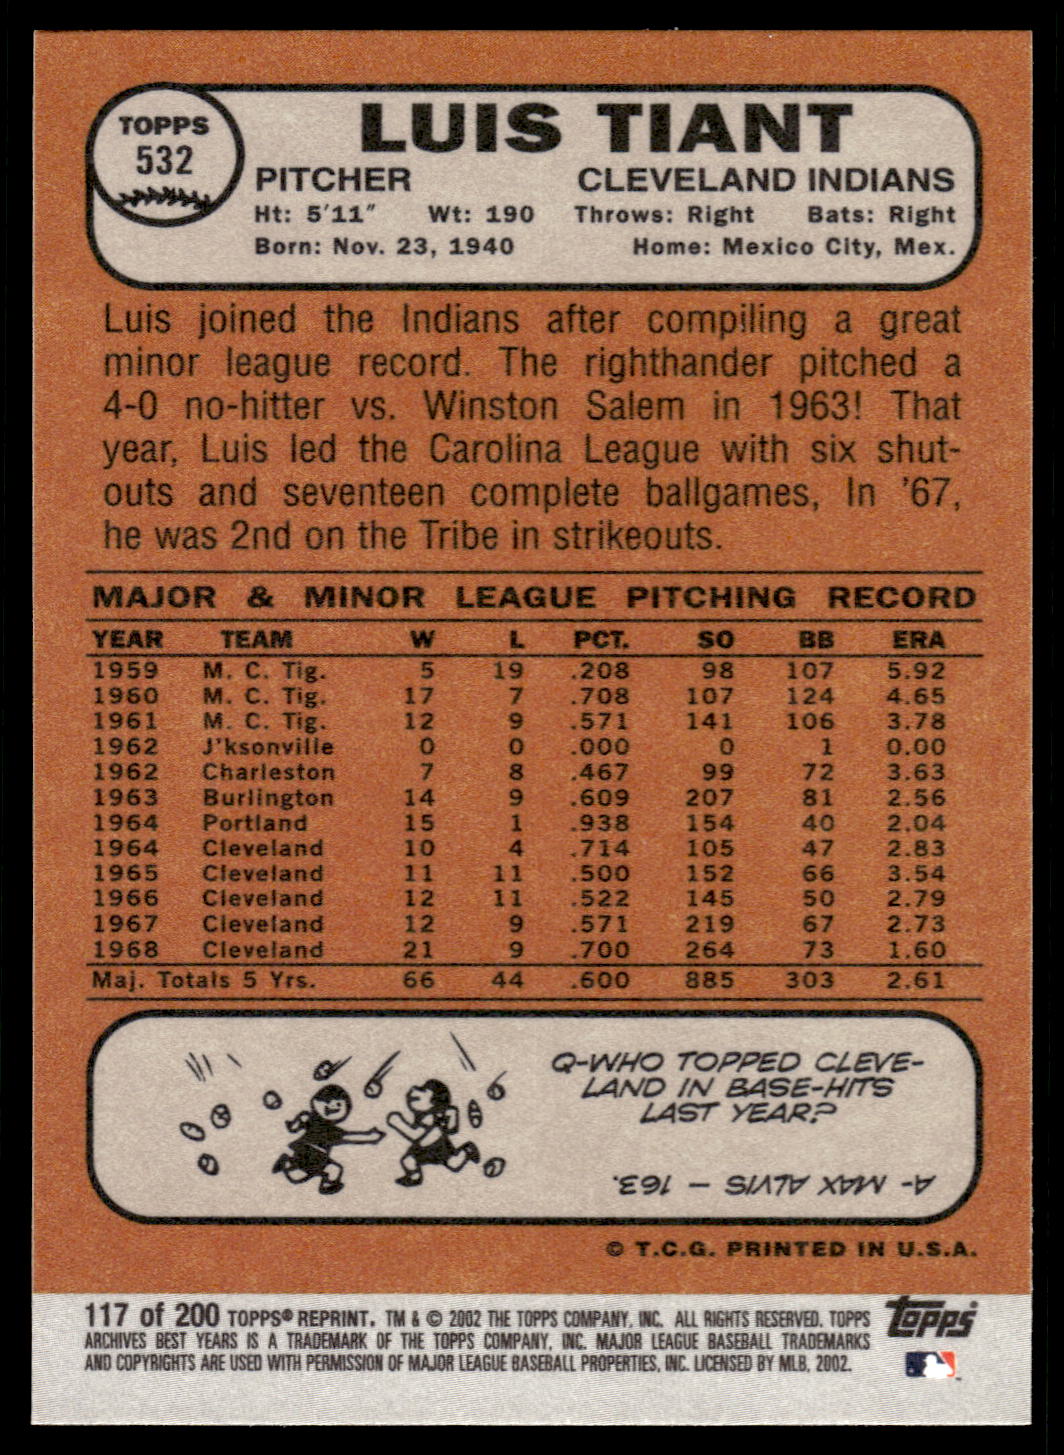 TOPPS
532
LUIS TIANT
PITCHER CLEVELAND INDIANS
Ht: 5'11" Wt: 190 Throws: Right Bats: Right
Born: Nov. 23, 1940 Home: Mexico City, Mex.
Luis joined the Indians after compiling a great
minor league record. The righthander pitched a
4-0 no-hitter vs. Winston Salem in 1963! That
year, Luis led the Carolina League with six shut-
outs and seventeen complete ballgames, In '67,
he was 2nd on the Tribe in strikeouts.
MAJOR & MINOR LEAGUE PITCHING RECORD
YEAR TEAM W L PCT. SO BB ERA
1959 M. C. Tig. 5 19 .208 98 107 5.92
1960 M. C. Tig. 17 7 .708 107 124 4.65
1961 M. C. Tig. 12 9 .571 141 106 3.78
1962 J'ksonville 0 0 .000 0 1 0.00
1962 Charleston 7 8 .467 99 72 3.63
1963 Burlington 14 9 .609 207 81 2.56
1964 Portland 15 1 .938 154 40 2.04
1964 Cleveland 10 4 .714 105 47 2.83
1965 Cleveland 11 11 .500 152 66 3.54
1966 Cleveland 12 11 .522 145 50 2.79
1967 Cleveland 12 9 .571 219 67 2.73
1968 Cleveland 21 9 .700 264 73 1.60
Maj. Totals 5 Yrs. 66 44 .600 885 303 2.61
Q-WHO TOPPED CLEVE-
LAND IN BASE-HITS
LAST YEAR?
A- MAX ALVIS - 163.
© T.C.G. PRINTED IN U.S.A.
117 of 200 TOPPS® REPRINT. TM & © 2002 THE TOPPS COMPANY, INC. ALL RIGHTS RESERVED. TOPPS
ARCHIVES BEST YEARS IS A TRADEMARK OF THE TOPPS COMPANY, INC. MAJOR LEAGUE BASEBALL TRADEMARKS
AND COPYRIGHTS ARE USED WITH PERMISSION OF MAJOR LEAGUE BASEBALL PROPERTIES, INC. LICENSED BY MLB, 2002.
topps